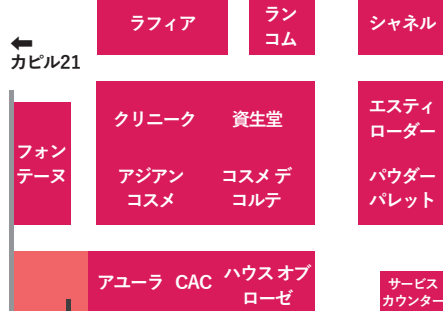 ラフィア
ラン
コム
シャネル
←
カピル21
クリニーク
資生堂
エスティ
ローダー
フォン
テーヌ
アジアン
コスメ
コスメ デ
コルテ
パウダー
パレット
アユーラ
CAC
ハウス オブ
ローゼ
サービス
カウンター